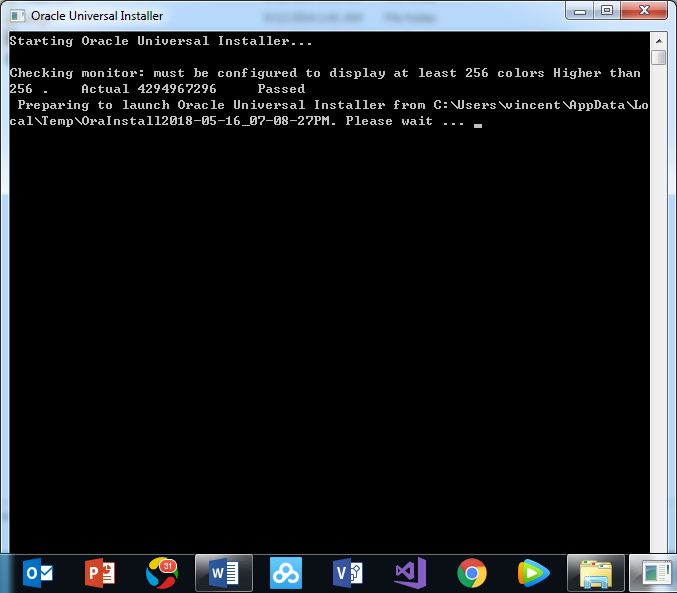 Oracle Universal Installer
Starting Oracle Universal Installer...
Checking monitor: must be configured to display at least 256 colors Higher than
256 .    Actual 4294967296     Passed
Preparing to launch Oracle Universal Installer from C:\Users\vincent\AppData\Lo
cal\Temp\OraInstall2018-05-16_07-08-27PM. Please wait ...
31